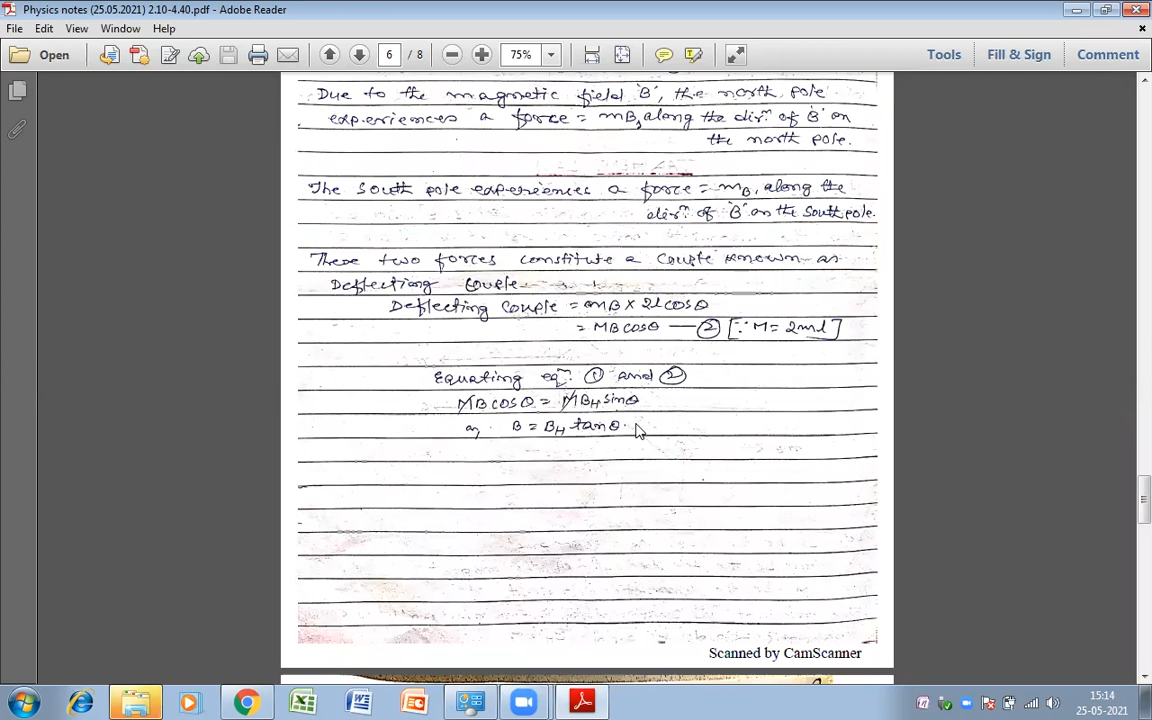 Physics notes (25.05.2021) 2.10-4.40.pdf - Adobe Reader
File Edit View Window Help
Open 6 / 8 75% Tools Fill & Sign Comment
Due to the magnetic field 'B', the north pole
experiences a force = mB, along the dirn. of 'B' on
the north pole.
The South pole experiences a force = mB, along the
dirn. of 'B' on the South pole.
These two forces constitute a couple known as
Deflecting couple.
Deflecting couple = mB × 2l cosθ
= MB cosθ — ② [∵ M = 2ml]
Equating eqn. ① and ②
MB cosθ = MBH sinθ
or, B = BH tanθ.
Scanned by CamScanner
15:14
25-05-2021